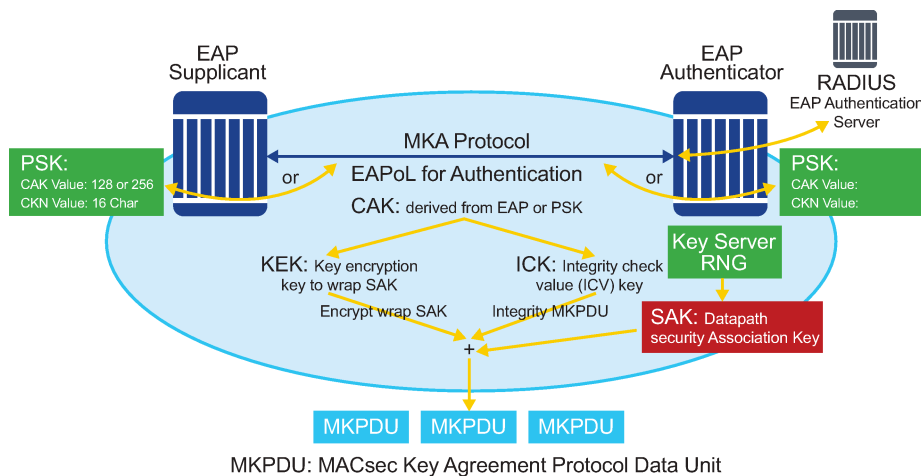 EAP
Supplicant
EAP
Authenticator
RADIUS
EAP Authentication
Server
MKA Protocol
EAPoL for Authentication
or
or
PSK:
CAK Value: 128 or 256
CKN Value: 16 Char
PSK:
CAK Value:
CKN Value:
CAK: derived from EAP or PSK
KEK: Key encryption
key to wrap SAK
ICK: Integrity check
value (ICV) key
Key Server
RNG
Encrypt wrap SAK
Integrity MKPDU
SAK: Datapath
security Association Key
+
MKPDU
MKPDU
MKPDU
MKPDU: MACsec Key Agreement Protocol Data Unit